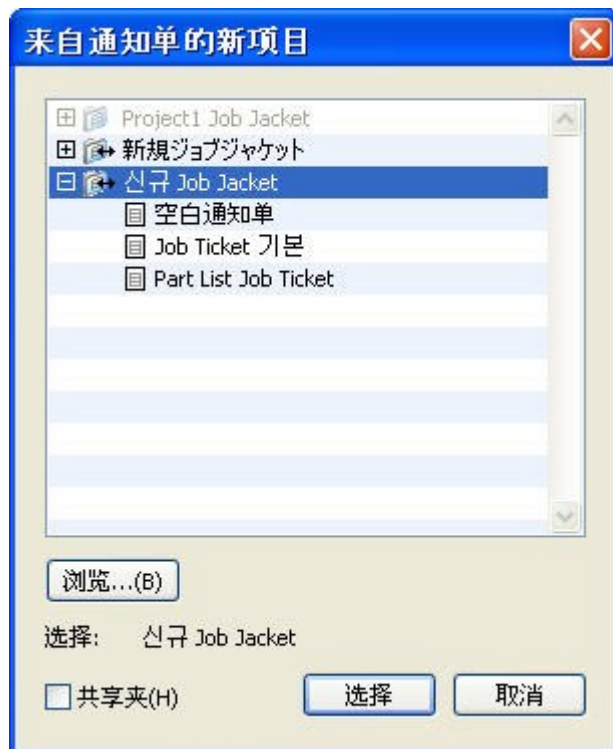 来自通知单的新项目
Project1 Job Jacket
新規ジョブジャケット
신규 Job Jacket
空白通知单
Job Ticket 기본
Part List Job Ticket
浏览...(B)
选择: 신규 Job Jacket
共享夹(H) 选择 取消